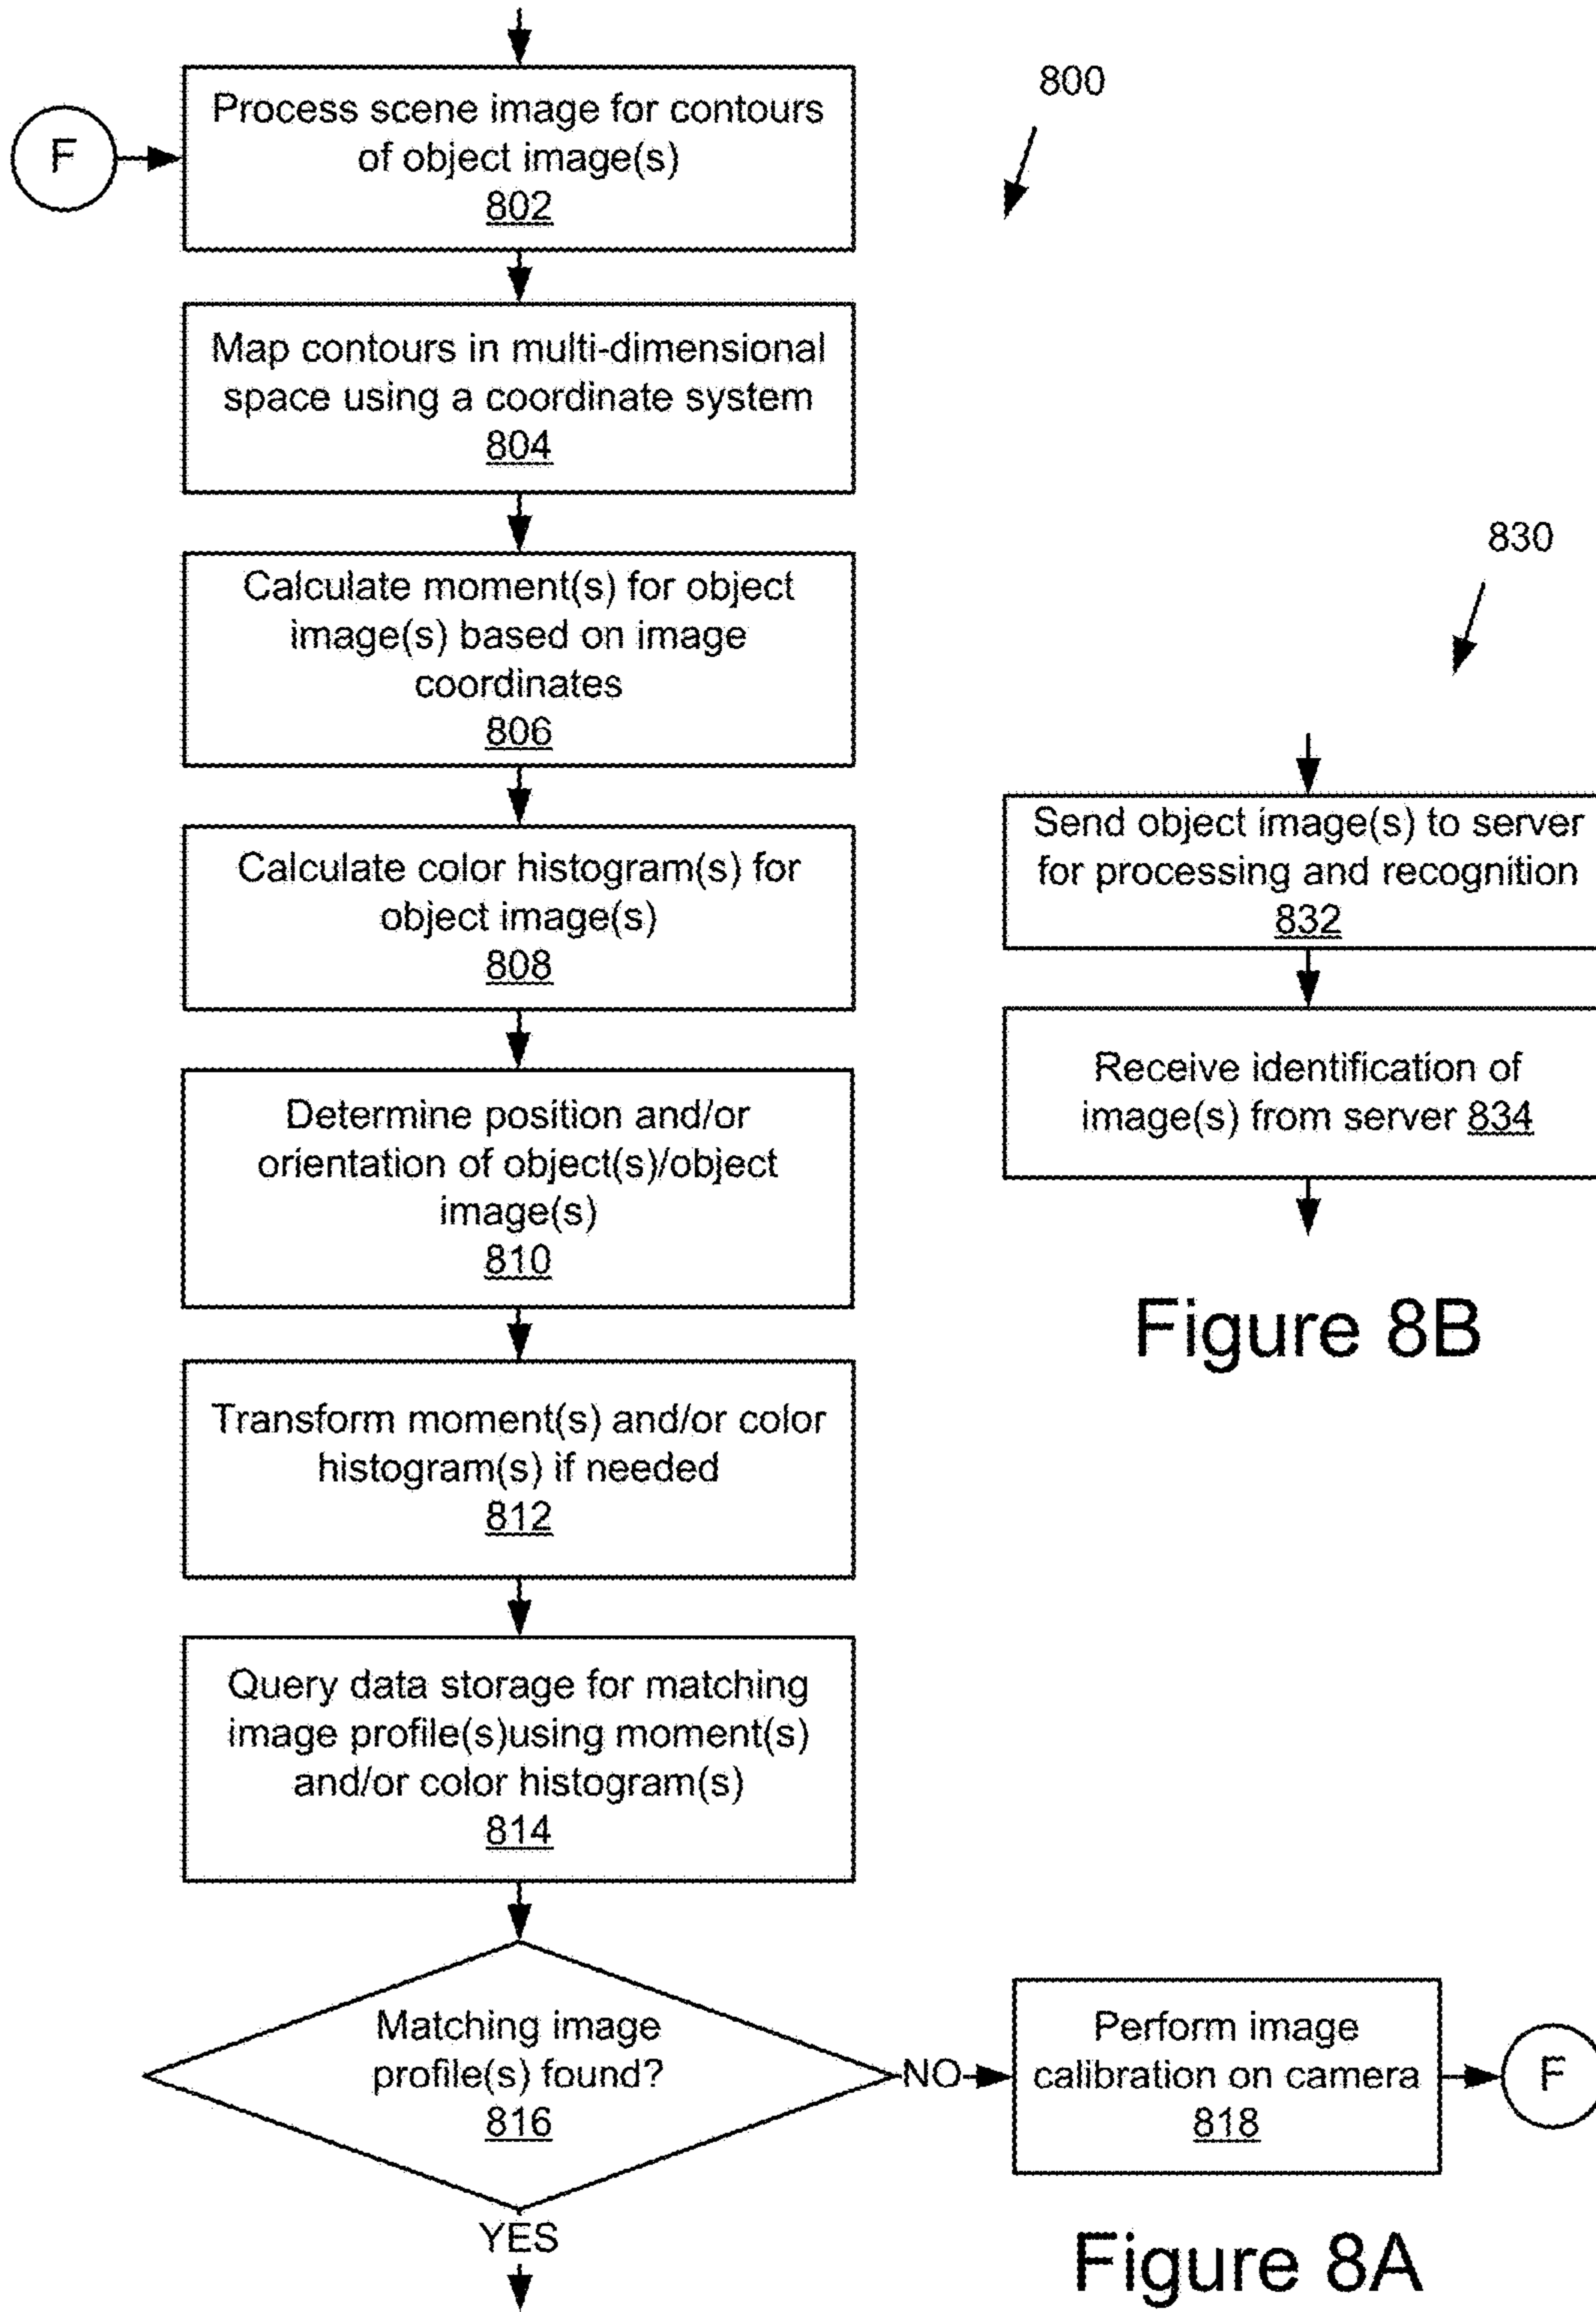 800
F
Process scene image for contours
of object image(s)
802
Map contours in multi-dimensional
space using a coordinate system
804
Calculate moment(s) for object
image(s) based on image
coordinates
806
Calculate color histogram(s) for
object image(s)
808
Determine position and/or
orientation of object(s)/object
image(s)
810
Transform moment(s) and/or color
histogram(s) if needed
812
Query data storage for matching
image profile(s)using moment(s)
and/or color histogram(s)
814
Matching image
profile(s) found?
816
NO
Perform image
calibration on camera
818
F
YES
Figure 8A
830
Send object image(s) to server
for processing and recognition
832
Receive identification of
image(s) from server 834
Figure 8B